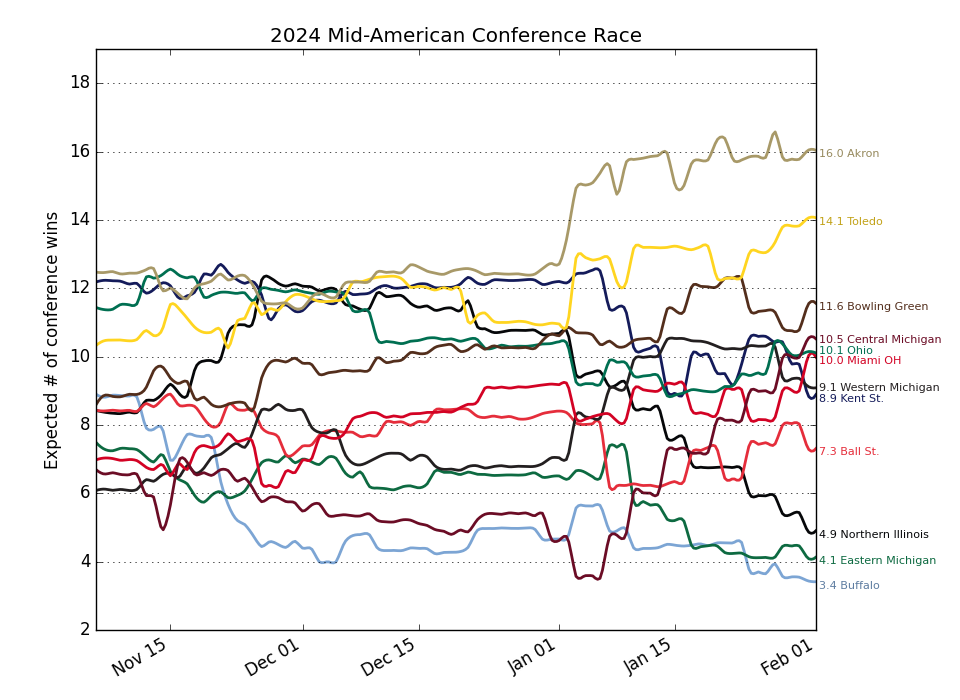 2024 Mid-American Conference Race
Expected # of conference wins
18
16
14
12
10
8
6
4
2
Nov 15
Dec 01
Dec 15
Jan 01
Jan 15
Feb 01
16.0 Akron
14.1 Toledo
11.6 Bowling Green
10.5 Central Michigan
10.1 Ohio
10.0 Miami OH
9.1 Western Michigan
8.9 Kent St.
7.3 Ball St.
4.9 Northern Illinois
4.1 Eastern Michigan
3.4 Buffalo